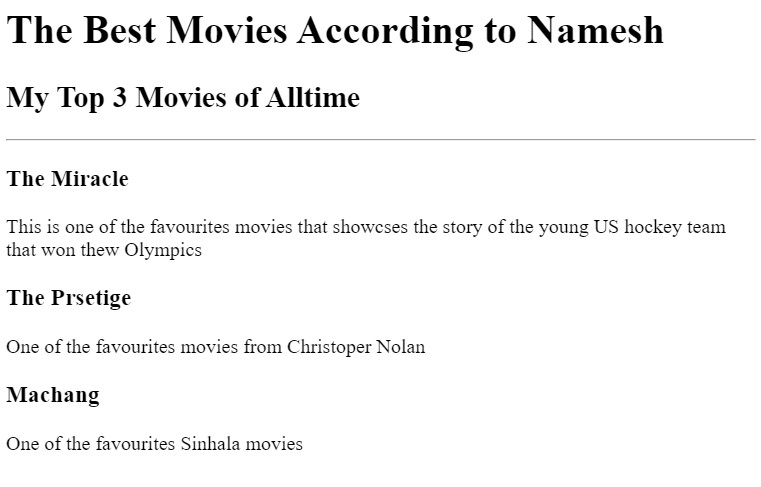 The Best Movies According to Namesh
My Top 3 Movies of Alltime
The Miracle
This is one of the favourites movies that showcses the story of the young US hockey team
that won thew Olympics
The Prsetige
One of the favourites movies from Christoper Nolan
Machang
One of the favourites Sinhala movies